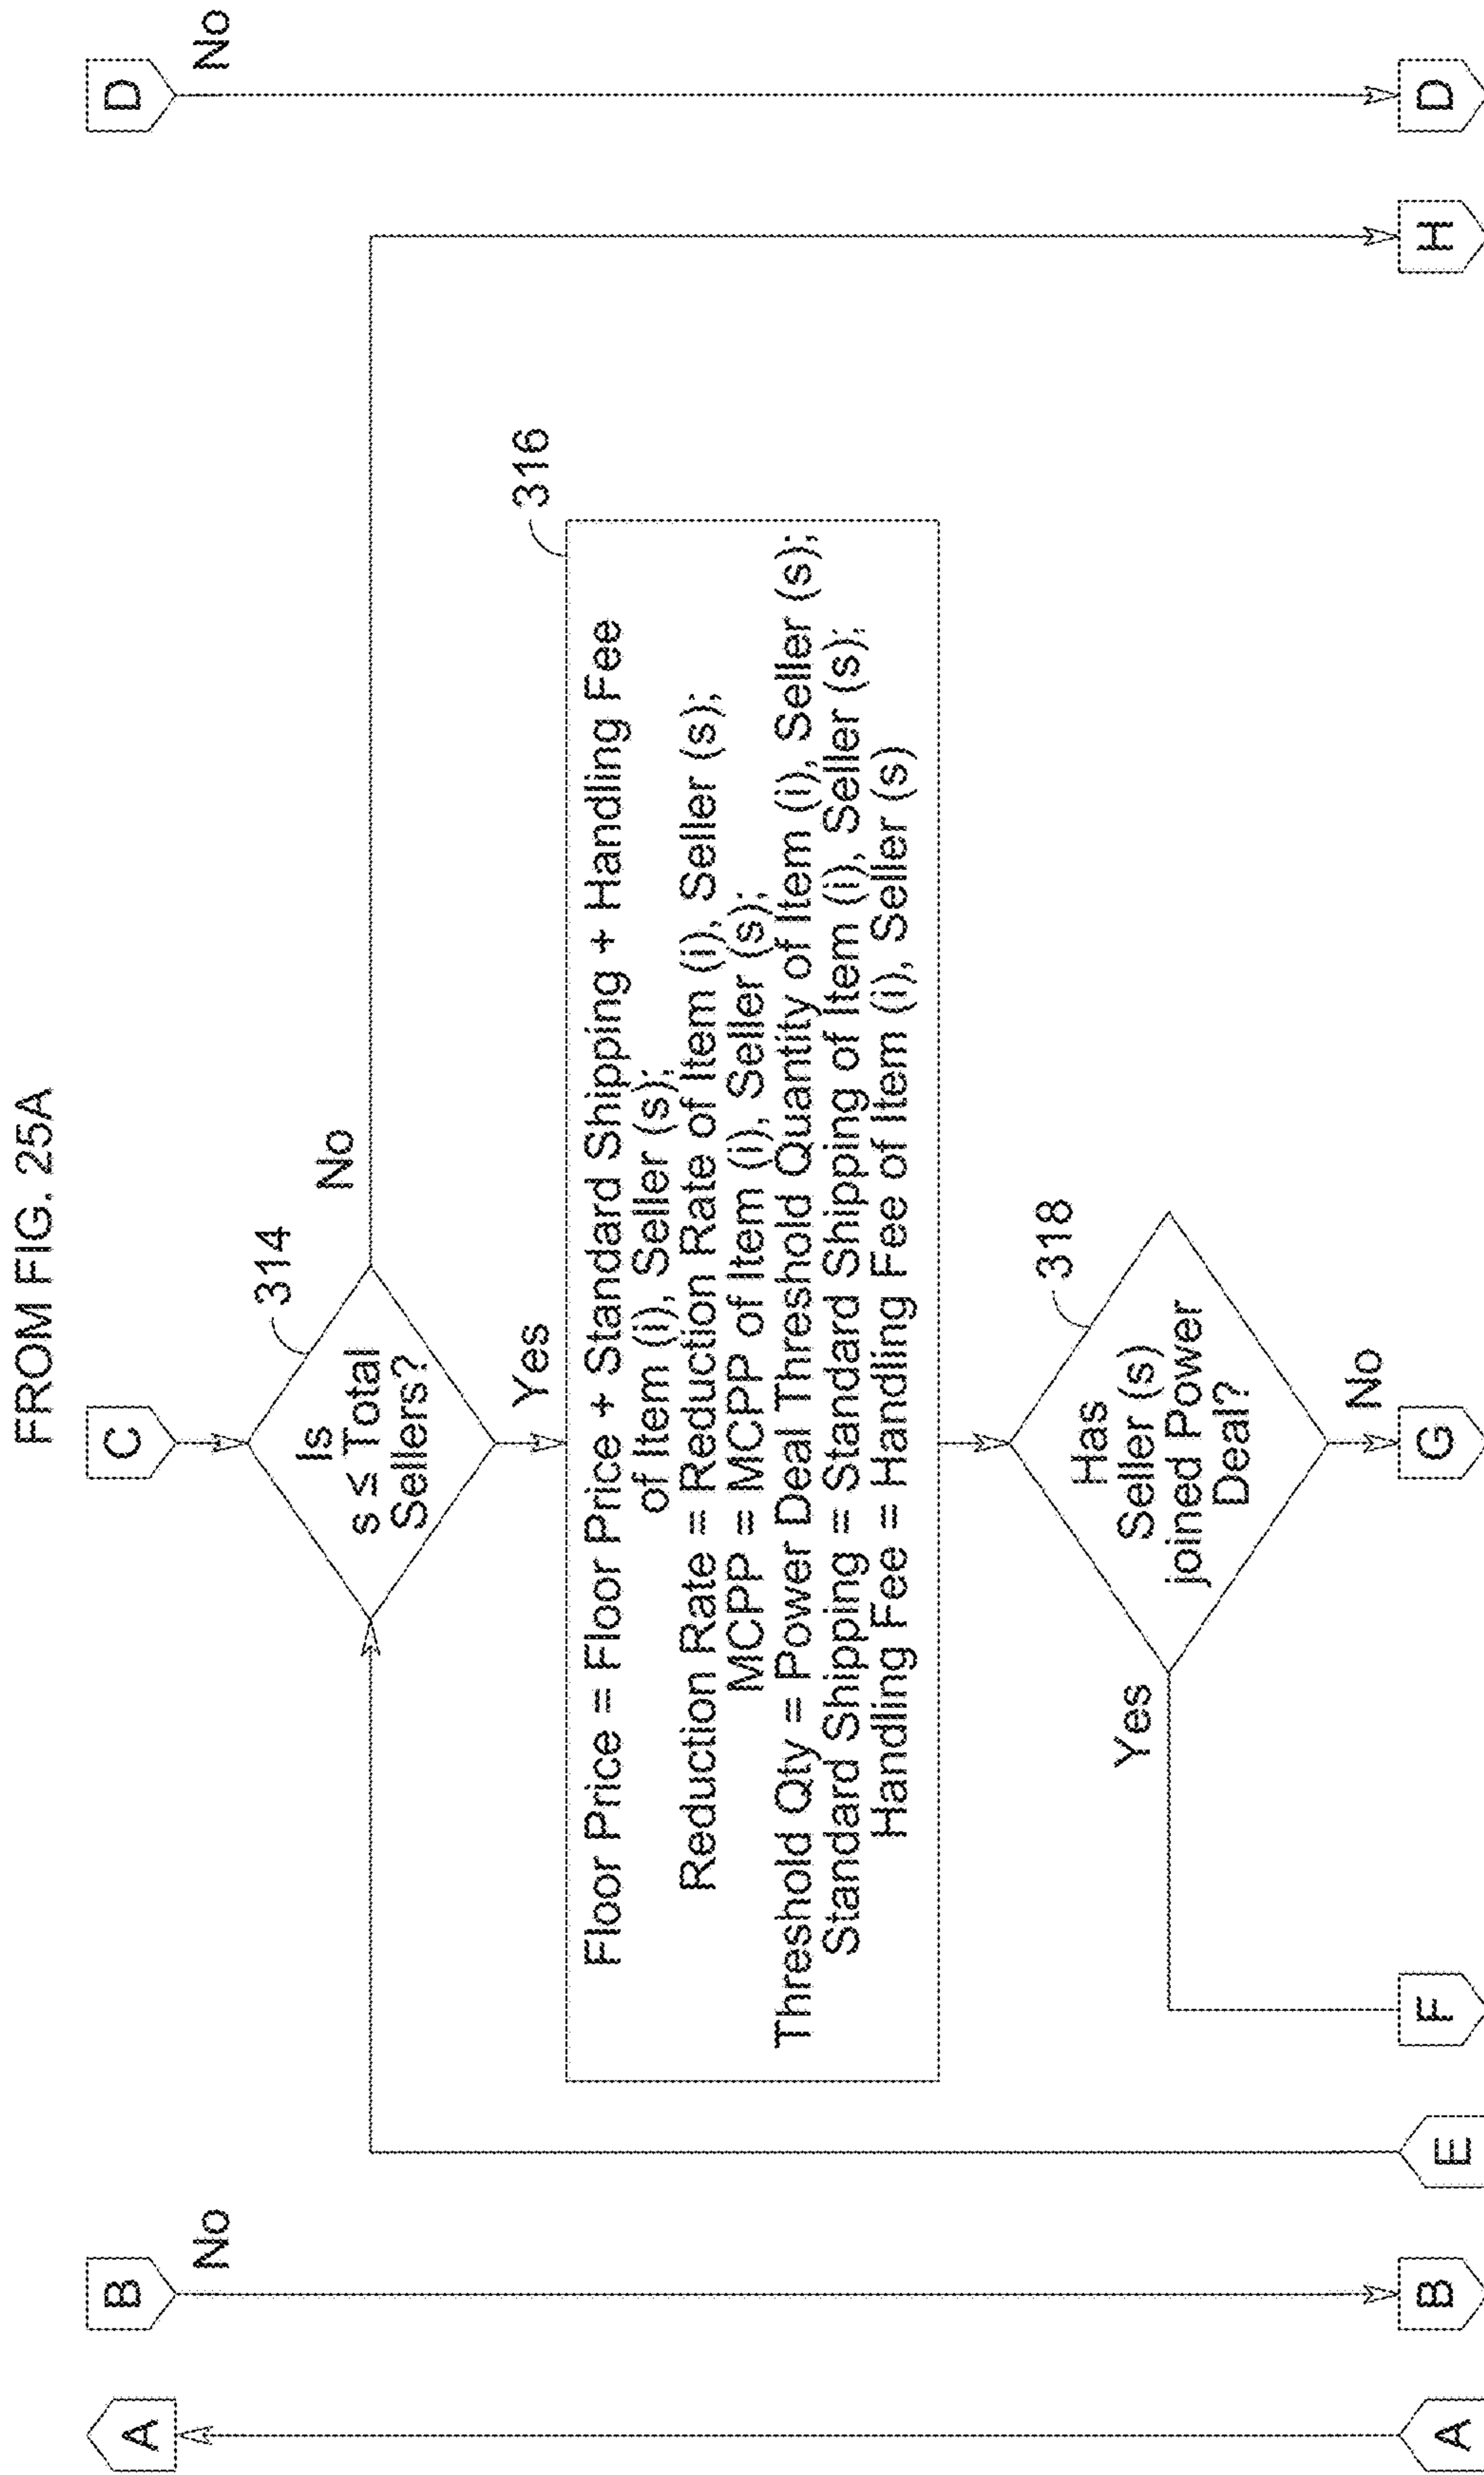 FROM FIG. 25A
A
B
C
D
No
No
314
Is
s ≤ Total
Sellers?
No
Yes
316
Floor Price = Floor Price + Standard Shipping + Handling Fee
of Item (i), Seller (s);
Reduction Rate = Reduction Rate of Item (i), Seller (s);
MCPP = MCPP of Item (i), Seller (s);
Threshold Qty = Power Deal Threshold Quantity of Item (i), Seller (s);
Standard Shipping = Standard Shipping of Item (i), Seller (s);
Handling Fee = Handling Fee of Item (i), Seller (s)
318
Has
Seller (s)
joined Power
Deal?
Yes
No
A
B
E
F
G
H
D